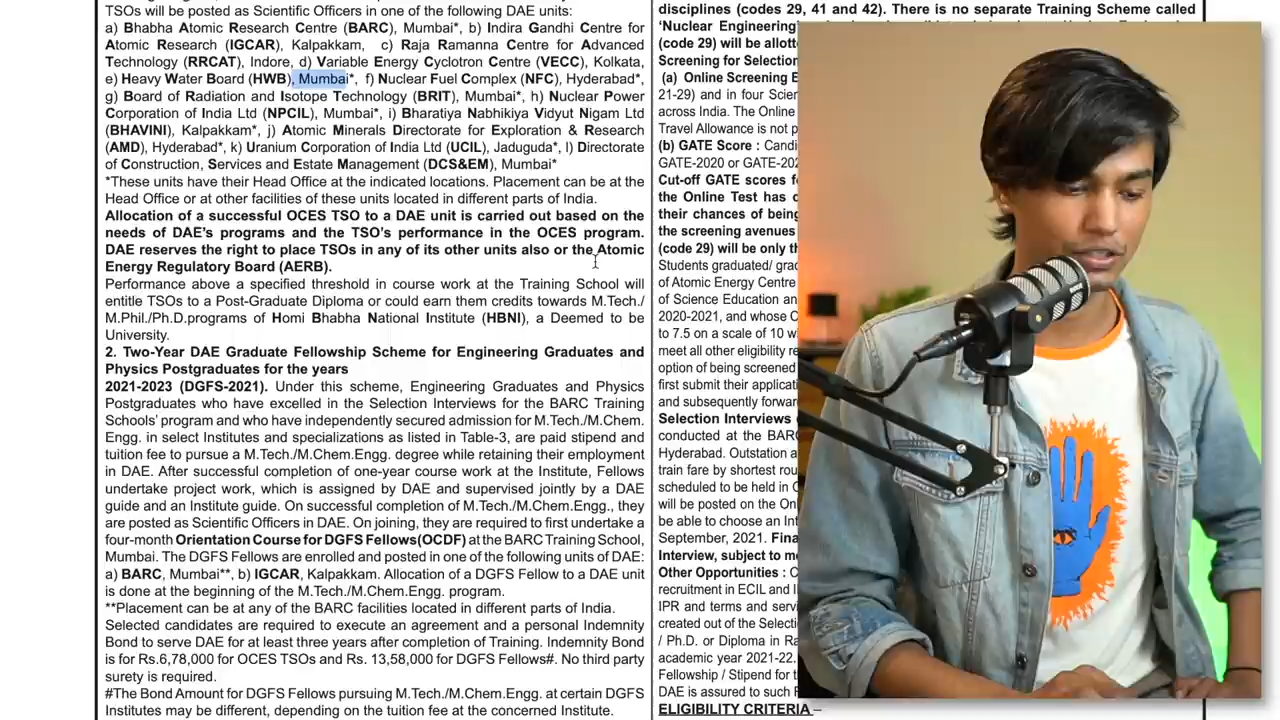 TSOs will be posted as Scientific Officers in one of the following DAE units:
a) Bhabha Atomic Research Centre (BARC), Mumbai*, b) Indira Gandhi Centre for
Atomic Research (IGCAR), Kalpakkam, c) Raja Ramanna Centre for Advanced
Technology (RRCAT), Indore, d) Variable Energy Cyclotron Centre (VECC), Kolkata,
e) Heavy Water Board (HWB), Mumbai*, f) Nuclear Fuel Complex (NFC), Hyderabad*,
g) Board of Radiation and Isotope Technology (BRIT), Mumbai*, h) Nuclear Power
Corporation of India Ltd (NPCIL), Mumbai*, i) Bharatiya Nabhikiya Vidyut Nigam Ltd
(BHAVINI), Kalpakkam*, j) Atomic Minerals Directorate for Exploration & Research
(AMD), Hyderabad*, k) Uranium Corporation of India Ltd (UCIL), Jaduguda*, l) Directorate
of Construction, Services and Estate Management (DCS&EM), Mumbai*
*These units have their Head Office at the indicated locations. Placement can be at the
Head Office or at other facilities of these units located in different parts of India.
Allocation of a successful OCES TSO to a DAE unit is carried out based on the
needs of DAE's programs and the TSO's performance in the OCES program.
DAE reserves the right to place TSOs in any of its other units also or the Atomic
Energy Regulatory Board (AERB).
Performance above a specified threshold in course work at the Training School will
entitle TSOs to a Post-Graduate Diploma or could earn them credits towards M.Tech./
M.Phil./Ph.D.programs of Homi Bhabha National Institute (HBNI), a Deemed to be
University.
2. Two-Year DAE Graduate Fellowship Scheme for Engineering Graduates and
Physics Postgraduates for the years
2021-2023 (DGFS-2021). Under this scheme, Engineering Graduates and Physics
Postgraduates who have excelled in the Selection Interviews for the BARC Training
Schools' program and who have independently secured admission for M.Tech./M.Chem.
Engg. in select Institutes and specializations as listed in Table-3, are paid stipend and
tuition fee to pursue a M.Tech./M.Chem.Engg. degree while retaining their employment
in DAE. After successful completion of one-year course work at the Institute, Fellows
undertake project work, which is assigned by DAE and supervised jointly by a DAE
guide and an Institute guide. On successful completion of M.Tech./M.Chem.Engg., they
are posted as Scientific Officers in DAE. On joining, they are required to first undertake a
four-month Orientation Course for DGFS Fellows(OCDF) at the BARC Training School,
Mumbai. The DGFS Fellows are enrolled and posted in one of the following units of DAE:
a) BARC, Mumbai**, b) IGCAR, Kalpakkam. Allocation of a DGFS Fellow to a DAE unit
is done at the beginning of the M.Tech./M.Chem.Engg. program.
**Placement can be at any of the BARC facilities located in different parts of India.
Selected candidates are required to execute an agreement and a personal Indemnity
Bond to serve DAE for at least three years after completion of Training. Indemnity Bond
is for Rs.6,78,000 for OCES TSOs and Rs. 13,58,000 for DGFS Fellows#. No third party
surety is required.
#The Bond Amount for DGFS Fellows pursuing M.Tech./M.Chem.Engg. at certain DGFS
Institutes may be different, depending on the tuition fee at the concerned Institute.
disciplines (codes 29, 41 and 42). There is no separate Training Scheme called
'Nuclear Engineering'
(code 29) will be allott
Screening for Selection
(a) Online Screening E
21-29) and in four Scien
across India. The Online
Travel Allowance is not p
(b) GATE Score : Candi
GATE-2020 or GATE-202
Cut-off GATE scores f
the Online Test has
their chances of being
the screening avenues
(code 29) will be only th
Students graduated/ grad
of Atomic Energy Centre
of Science Education an
2020-2021, and whose C
to 7.5 on a scale of 10 w
meet all other eligibility re
option of being screened
first submit their applicati
and subsequently forward
Selection Interviews
conducted at the BARC
Hyderabad. Outstation a
train fare by shortest rou
scheduled to be held in
will be posted on the Onl
be able to choose an Int
September, 2021. Fina
Interview, subject to me
Other Opportunities :
recruitment in ECIL and I
IPR and terms and servi
created out of the Selecti
/ Ph.D. or Diploma in Ra
academic year 2021-22.
Fellowship / Stipend for t
DAE is assured to such
ELIGIBILITY CRITERIA –